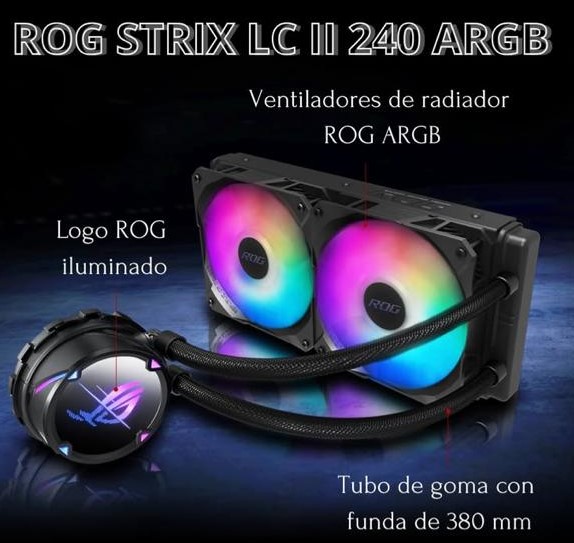 ROG STRIX LC II 240 ARGB
Ventiladores de radiador
ROG ARGB
Logo ROG
iluminado
ROG
ROG
Tubo de goma con
funda de 380 mm